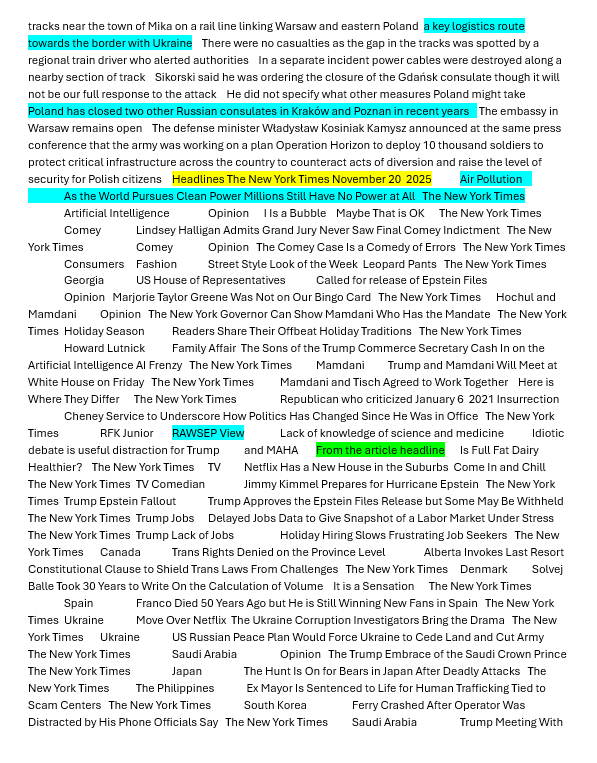 tracks near the town of Mika on a rail line linking Warsaw and eastern Poland a key logistics route
towards the border with Ukraine There were no casualties as the gap in the tracks was spotted by a
regional train driver who alerted authorities In a separate incident power cables were destroyed along a
nearby section of track Sikorski said he was ordering the closure of the Gdańsk consulate though it will
not be our full response to the attack He did not specify what other measures Poland might take
Poland has closed two other Russian consulates in Kraków and Poznan in recent years The embassy in
Warsaw remains open The defense minister Władysław Kosiniak Kamysz announced at the same press
conference that the army was working on a plan Operation Horizon to deploy 10 thousand soldiers to
protect critical infrastructure across the country to counteract acts of diversion and raise the level of
security for Polish citizens Headlines The New York Times November 20 2025 Air Pollution
As the World Pursues Clean Power Millions Still Have No Power at All The New York Times
Artificial Intelligence Opinion I Is a Bubble Maybe That is OK The New York Times
Comey Lindsey Halligan Admits Grand Jury Never Saw Final Comey Indictment The New
York Times Comey Opinion The Comey Case Is a Comedy of Errors The New York Times
Consumers Fashion Street Style Look of the Week Leopard Pants The New York Times
Georgia US House of Representatives Called for release of Epstein Files
Opinion Marjorie Taylor Greene Was Not on Our Bingo Card The New York Times Hochul and
Mamdani Opinion The New York Governor Can Show Mamdani Who Has the Mandate The New York
Times Holiday Season Readers Share Their Offbeat Holiday Traditions The New York Times
Howard Lutnick Family Affair The Sons of the Trump Commerce Secretary Cash In on the
Artificial Intelligence AI Frenzy The New York Times Mamdani Trump and Mamdani Will Meet at
White House on Friday The New York Times Mamdani and Tisch Agreed to Work Together Here is
Where They Differ The New York Times Republican who criticized January 6 2021 Insurrection
Cheney Service to Underscore How Politics Has Changed Since He Was in Office The New York
Times RFK Junior RAWSEP View Lack of knowledge of science and medicine Idiotic
debate is useful distraction for Trump and MAHA From the article headline Is Full Fat Dairy
Healthier? The New York Times TV Netflix Has a New House in the Suburbs Come In and Chill
The New York Times TV Comedian Jimmy Kimmel Prepares for Hurricane Epstein The New York
Times Trump Epstein Fallout Trump Approves the Epstein Files Release but Some May Be Withheld
The New York Times Trump Jobs Delayed Jobs Data to Give Snapshot of a Labor Market Under Stress
The New York Times Trump Lack of Jobs Holiday Hiring Slows Frustrating Job Seekers The New
York Times Canada Trans Rights Denied on the Province Level Alberta Invokes Last Resort
Constitutional Clause to Shield Trans Laws From Challenges The New York Times Denmark Solvej
Balle Took 30 Years to Write On the Calculation of Volume It is a Sensation The New York Times
Spain Franco Died 50 Years Ago but He is Still Winning New Fans in Spain The New York
Times Ukraine Move Over Netflix The Ukraine Corruption Investigators Bring the Drama The New
York Times Ukraine US Russian Peace Plan Would Force Ukraine to Cede Land and Cut Army
The New York Times Saudi Arabia Opinion The Trump Embrace of the Saudi Crown Prince
The New York Times Japan The Hunt Is On for Bears in Japan After Deadly Attacks The
New York Times The Philippines Ex Mayor Is Sentenced to Life for Human Trafficking Tied to
Scam Centers The New York Times South Korea Ferry Crashed After Operator Was
Distracted by His Phone Officials Say The New York Times Saudi Arabia Trump Meeting With